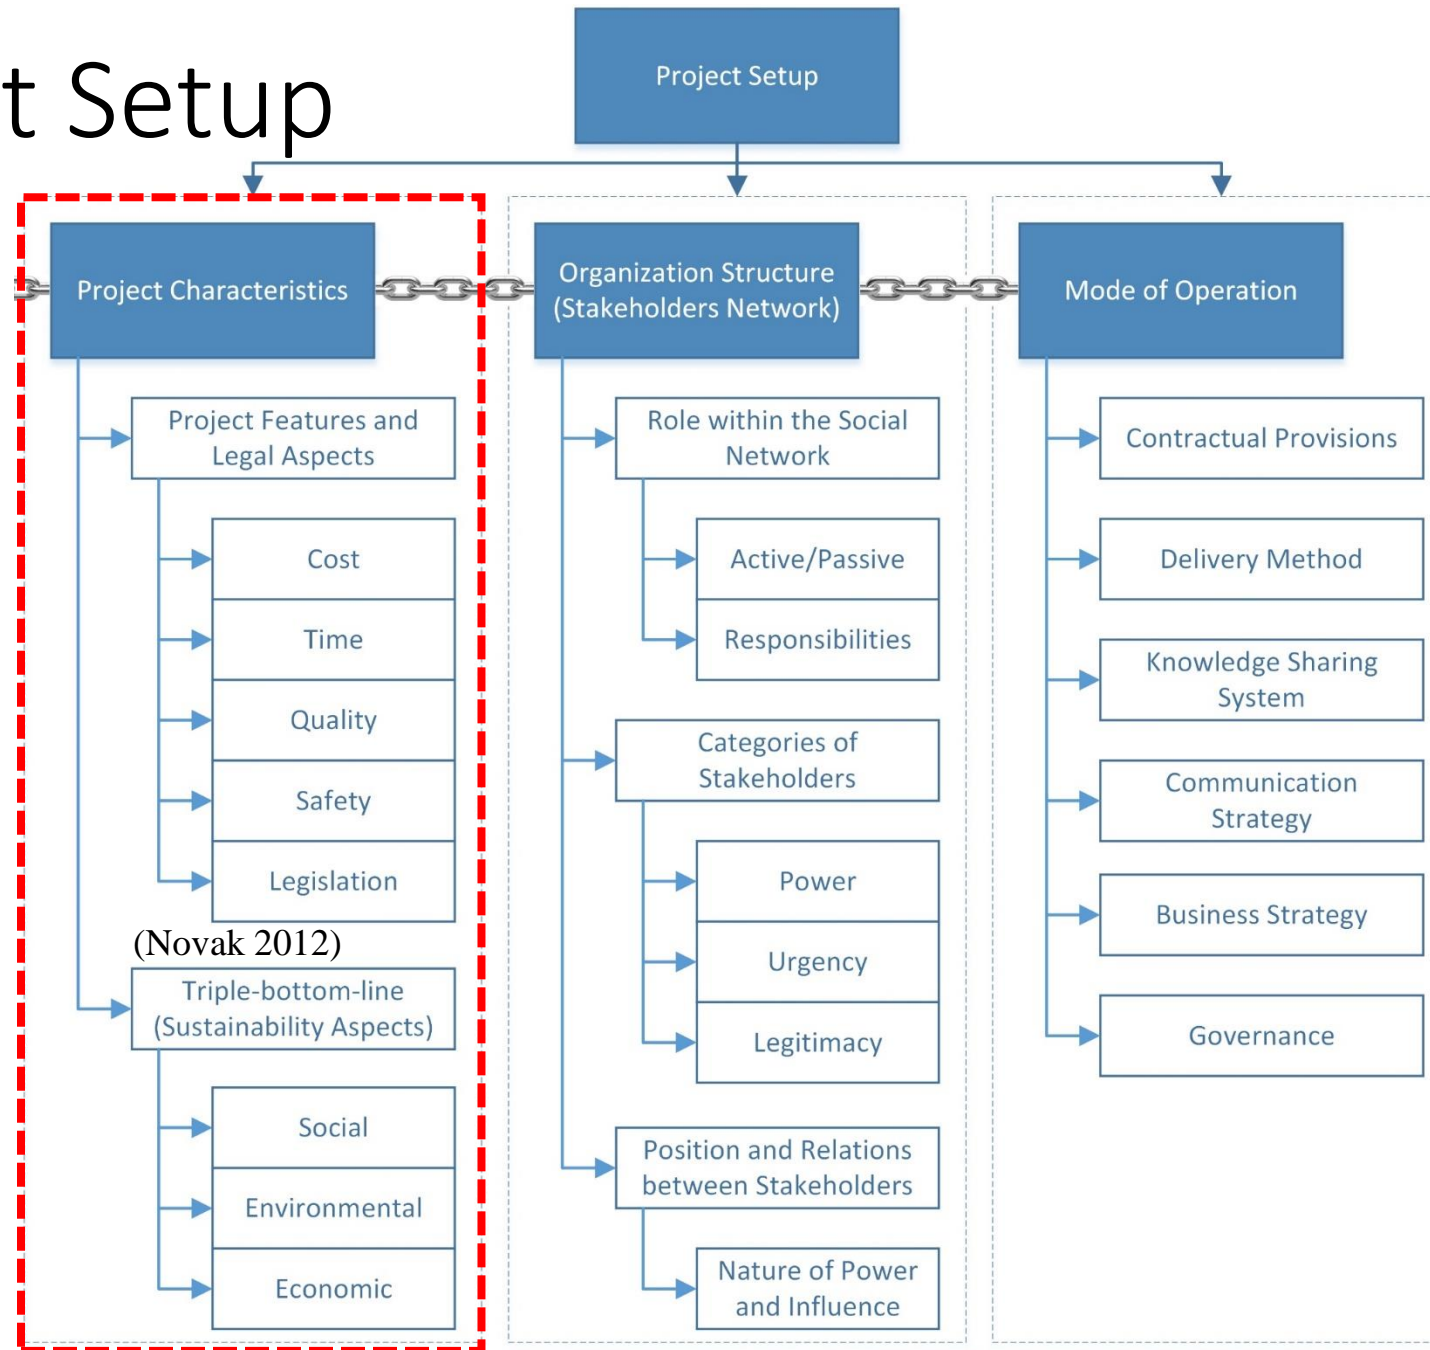 t Setup
Project Setup
Project Characteristics
Project Features and
Legal Aspects
Cost
Time
Quality
Safety
Legislation
(Novak 2012)
Triple-bottom-line
(Sustainability Aspects)
Social
Environmental
Economic
Organization Structure
(Stakeholders Network)
Role within the Social
Network
Active/Passive
Responsibilities
Categories of
Stakeholders
Power
Urgency
Legitimacy
Position and Relations
between Stakeholders
Nature of Power
and Influence
Mode of Operation
Contractual Provisions
Delivery Method
Knowledge Sharing
System
Communication
Strategy
Business Strategy
Governance